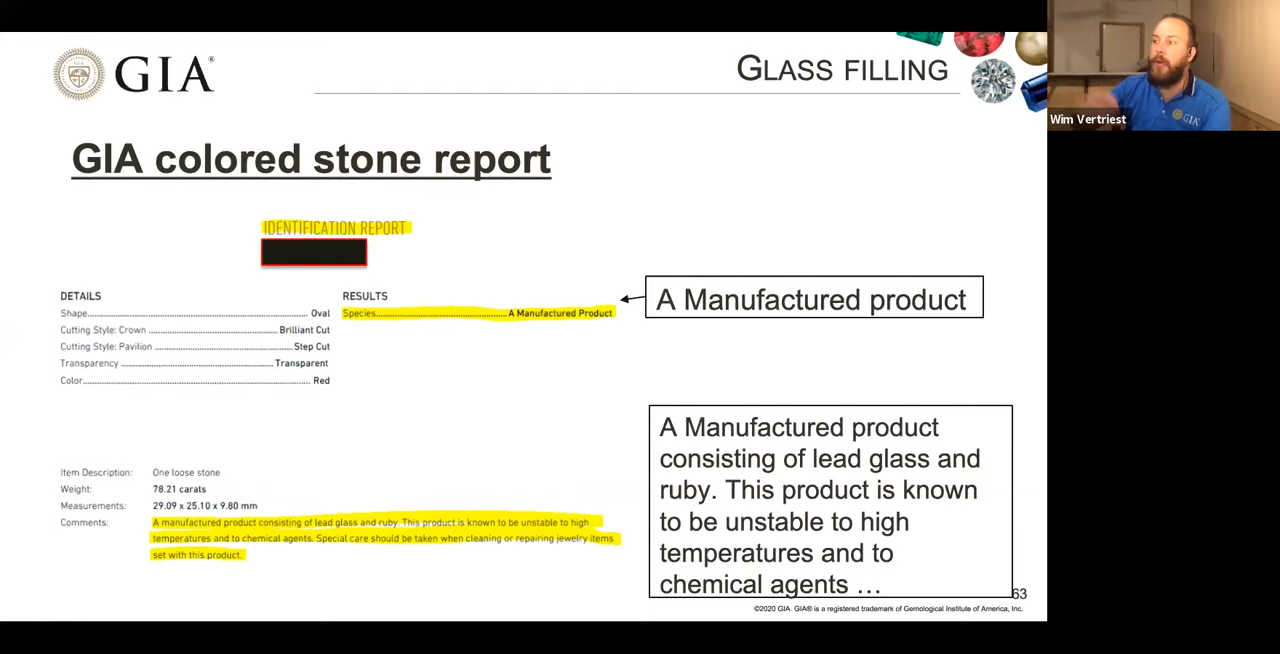 GIA®
GLASS FILLING
Wim Vertriest
GIA
GIA colored stone report
IDENTIFICATION REPORT
DETAILS
Shape Oval
Cutting Style: Crown Brilliant Cut
Cutting Style: Pavilion Step Cut
Transparency Transparent
Color Red
RESULTS
Species A Manufactured Product
A Manufactured product
Item Description: One loose stone
Weight: 78.21 carats
Measurements: 29.09 x 25.10 x 9.80 mm
Comments: A manufactured product consisting of lead glass and ruby. This product is known to be unstable to high
temperatures and to chemical agents. Special care should be taken when cleaning or repairing jewelry items
set with this product.
A Manufactured product
consisting of lead glass and
ruby. This product is known
to be unstable to high
temperatures and to
chemical agents …
63
©2020 GIA. GIA® is a registered trademark of Gemological Institute of America, Inc.